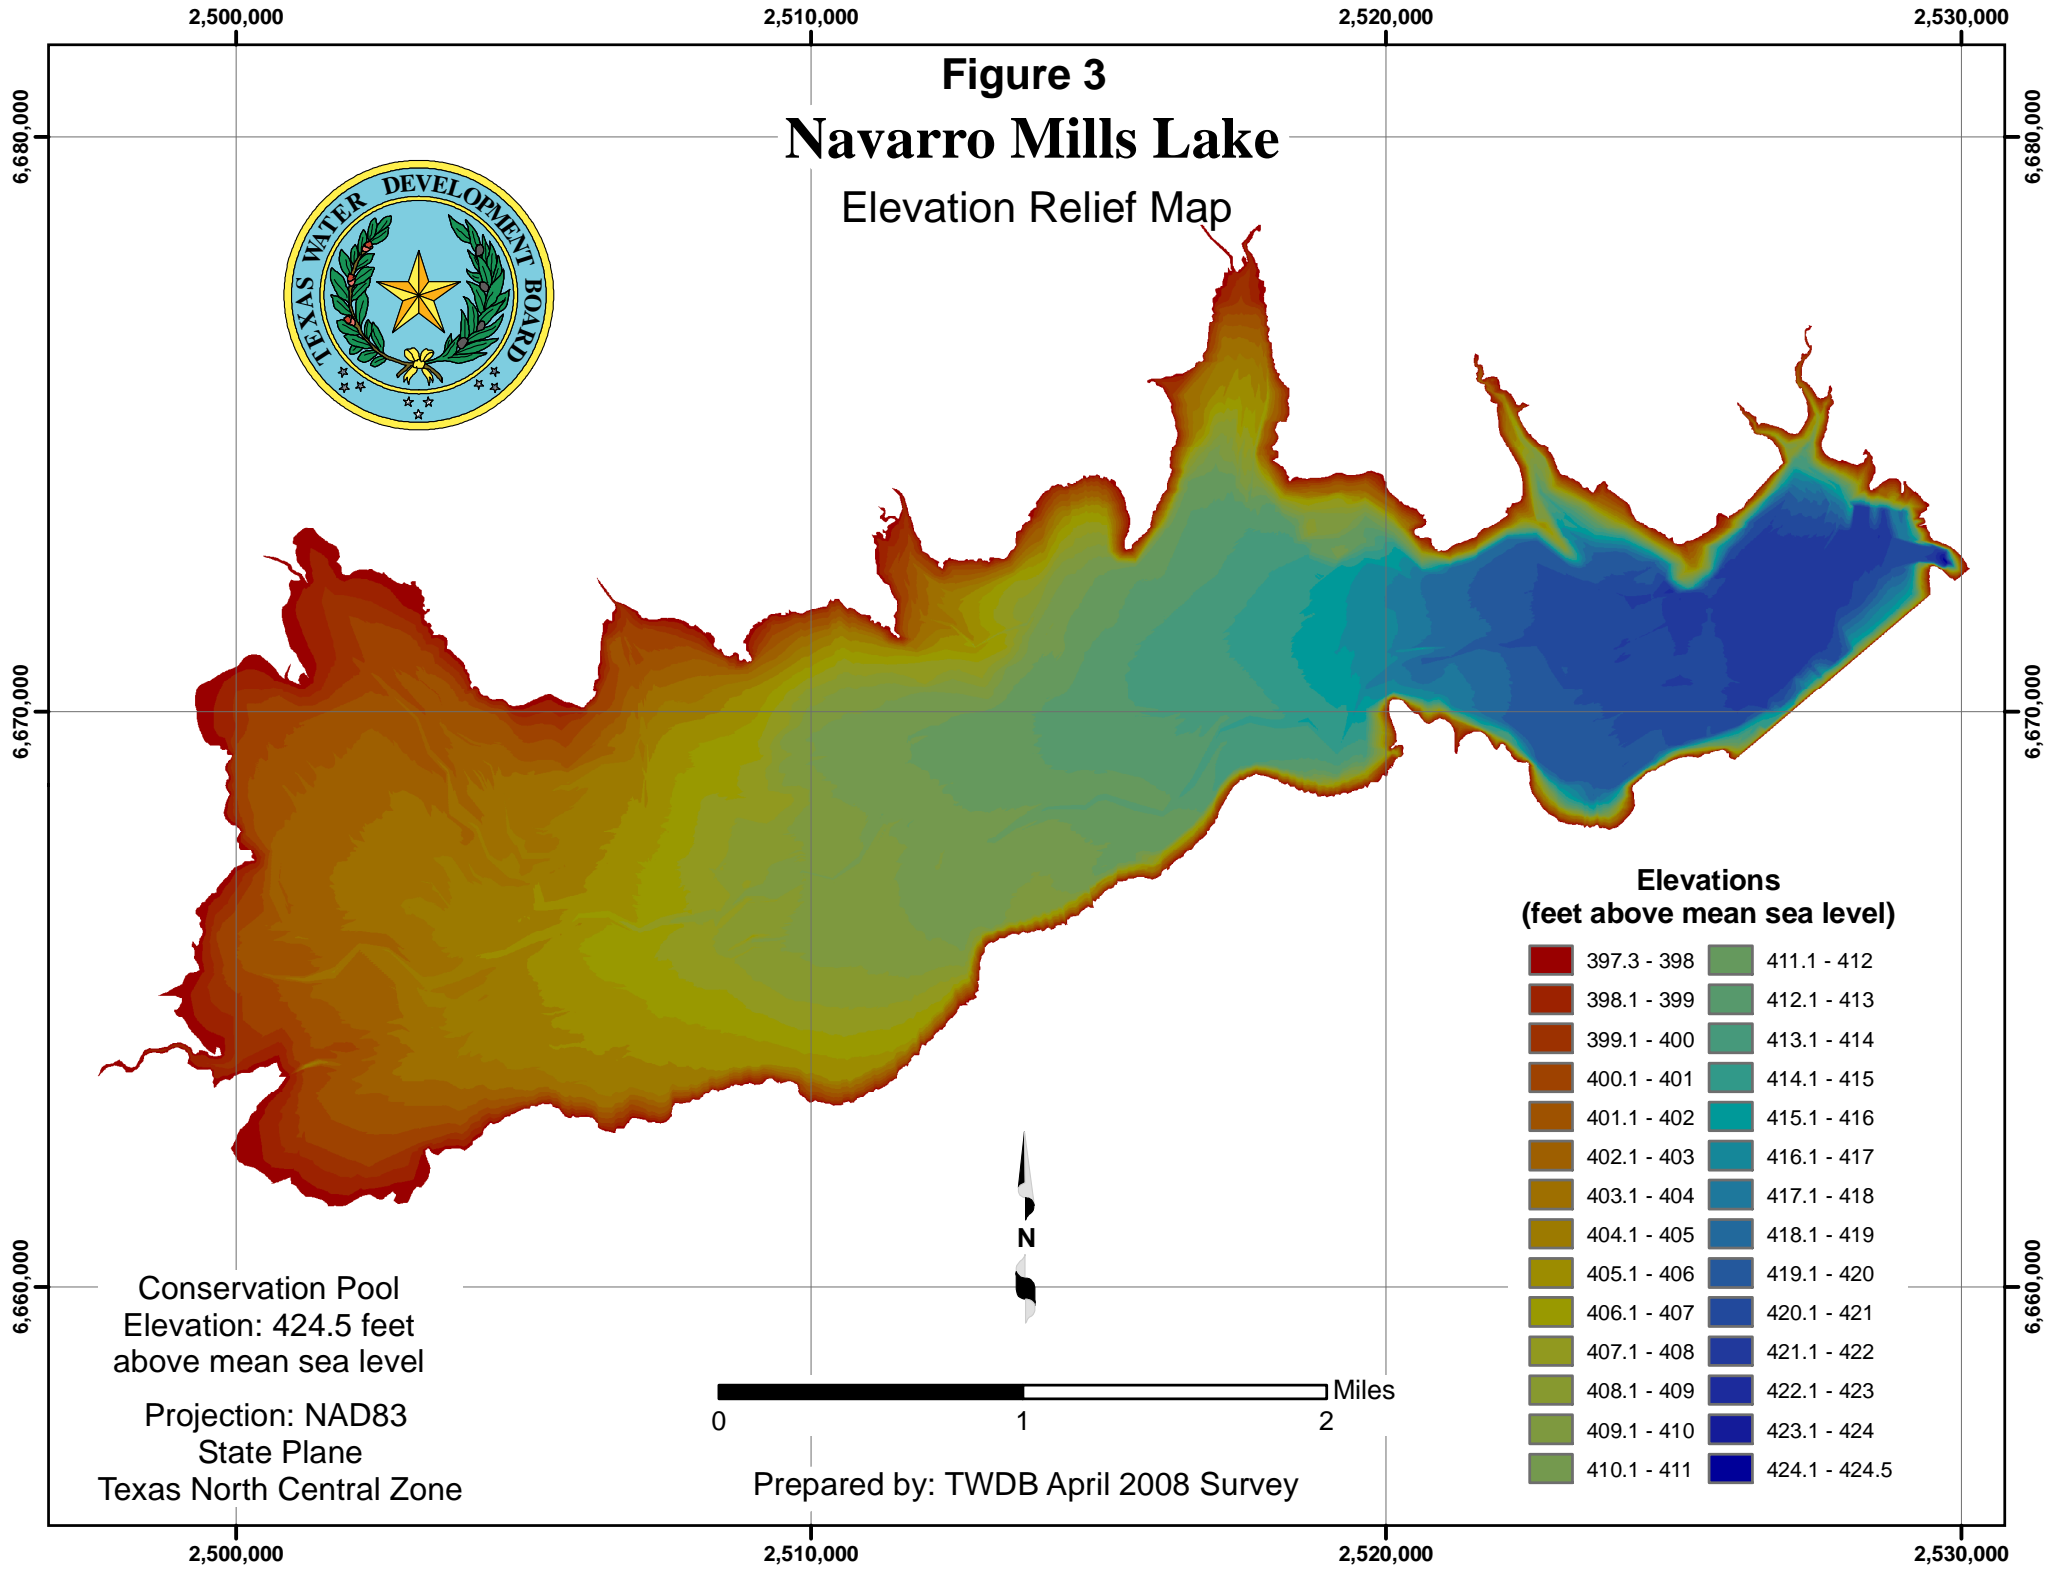 2,500,000
2,510,000
2,520,000
2,530,000
Figure 3
Navarro Mills Lake
Elevation Relief Map
6,680,000
6,680,000
TEXAS WATER DEVELOPMENT BOARD
6,670,000
6,670,000
Elevations
(feet above mean sea level)
397.3 - 398
398.1 - 399
399.1 - 400
400.1 - 401
401.1 - 402
402.1 - 403
403.1 - 404
404.1 - 405
405.1 - 406
406.1 - 407
407.1 - 408
408.1 - 409
409.1 - 410
410.1 - 411
411.1 - 412
412.1 - 413
413.1 - 414
414.1 - 415
415.1 - 416
416.1 - 417
417.1 - 418
418.1 - 419
419.1 - 420
420.1 - 421
421.1 - 422
422.1 - 423
423.1 - 424
424.1 - 424.5
N
6,660,000
6,660,000
Conservation Pool
Elevation: 424.5 feet
above mean sea level
Projection: NAD83
State Plane
Texas North Central Zone
Miles
0 1 2
Prepared by: TWDB April 2008 Survey
2,500,000
2,510,000
2,520,000
2,530,000